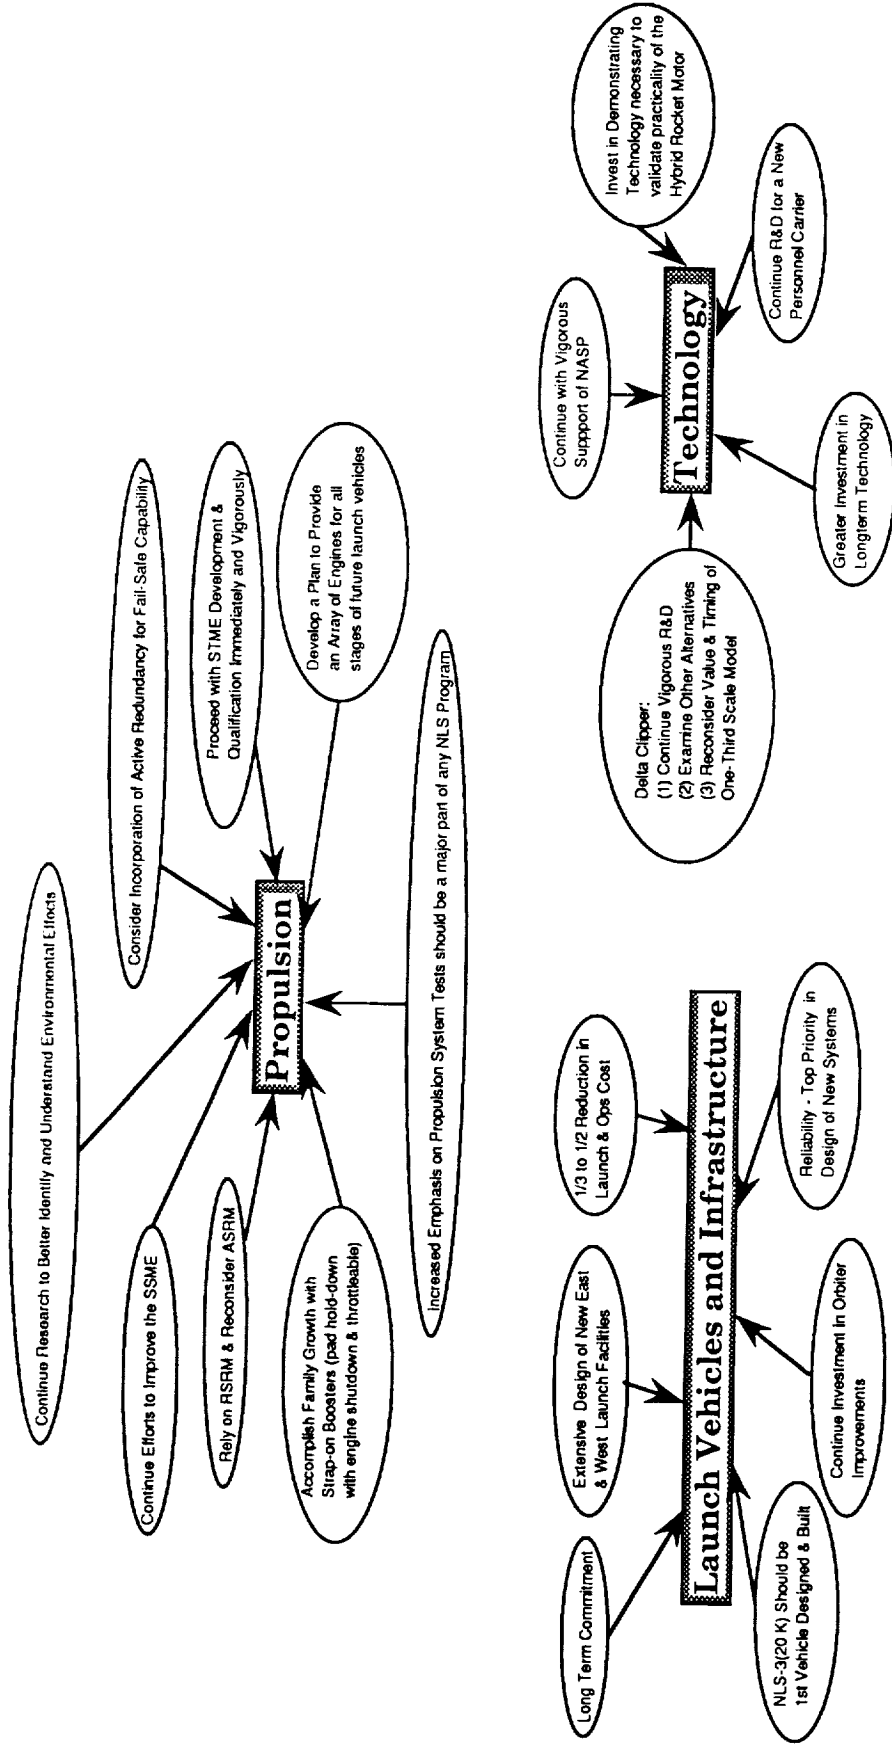 Continue Research to Better Identify and Understand Environmental Effects
Consider Incorporation of Active Redundancy for Fail-Safe Capability
Continue Efforts to Improve the SSME
Proceed with STME Development &
Qualification Immediately and Vigorously
Rely on RSRM & Reconsider ASRM
Propulsion
Develop a Plan to Provide
an Array of Engines for all
stages of future launch vehicles
Accomplish Family Growth with
Strap-on Boosters (pad hold-down
with engine shutdown & throttleable)
Increased Emphasis on Propulsion System Tests should be a major part of any NLS Program
Long Term Commitment
Extensive Design of New East
& West Launch Facilities
1/3 to 1/2 Reduction in
Launch & Ops Cost
Launch Vehicles and Infrastructure
NLS-3(20 K) Should be
1st Vehicle Designed & Built
Continue Investment in Orbiter
Improvements
Reliability - Top Priority in
Design of New Systems
Continue with Vigorous
Suppport of NASP
Invest in Demonstrating
Technology necessary to
validate practicality of the
Hybrid Rocket Motor
Delta Clipper:
(1) Continue Vigorous R&D
(2) Examine Other Alternatives
(3) Reconsider Value & Timing of
One-Third Scale Model
Technology
Greater Investment in
Longterm Technology
Continue R&D for a New
Personnel Carrier